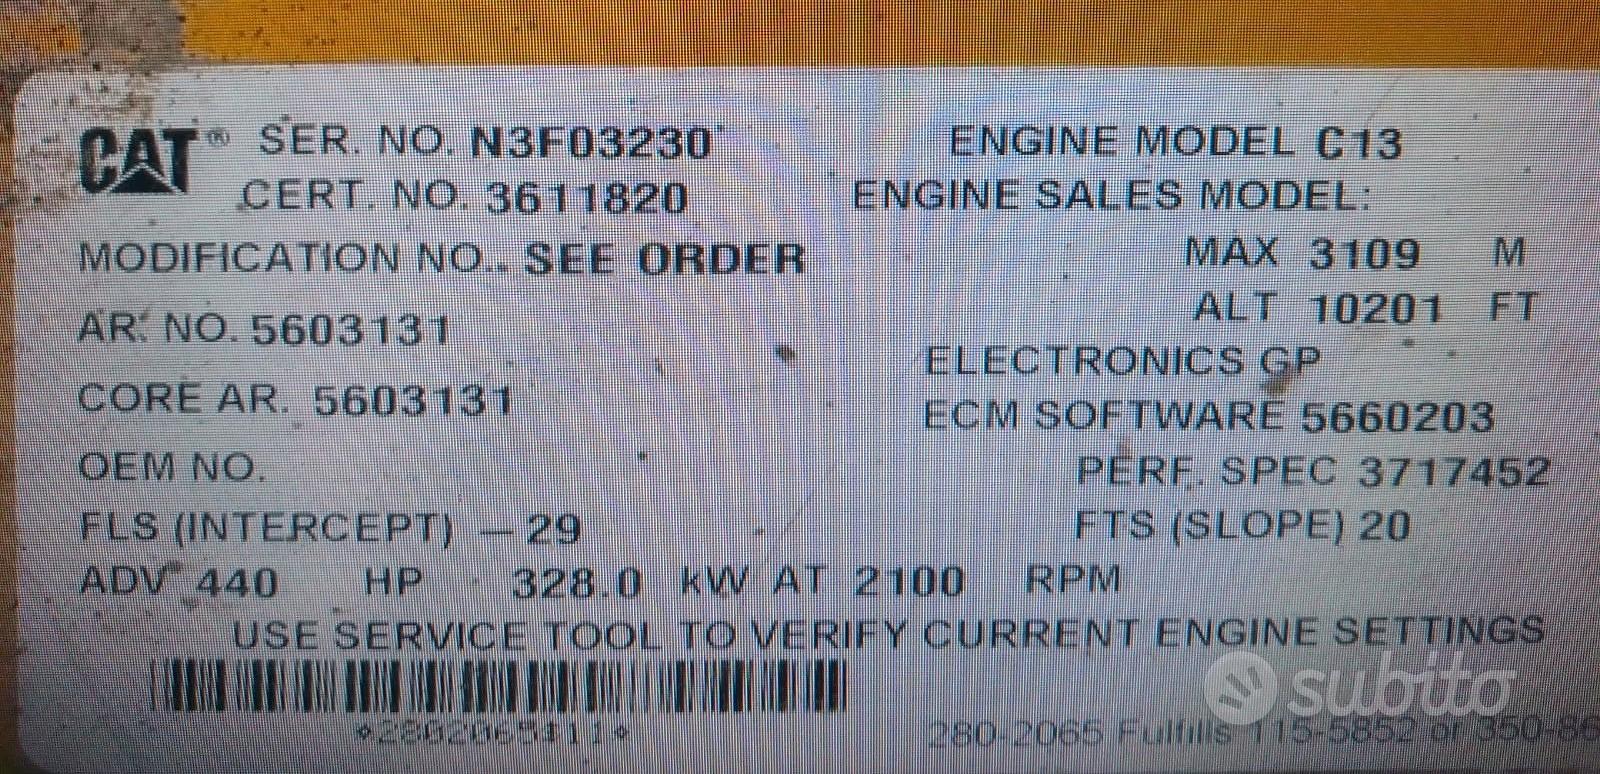 CAT® SER. NO. N3F03230 ENGINE MODEL C13
CERT. NO. 3611820 ENGINE SALES MODEL:
MODIFICATION NO.. SEE ORDER MAX 3109 M
AR. NO. 5603131 ALT 10201 FT
ELECTRONICS GP
CORE AR. 5603131 ECM SOFTWARE 5660203
OEM NO. PERF. SPEC 3717452
FLS (INTERCEPT) -29 FTS (SLOPE) 20
ADV 440 HP 328.0 kW AT 2100 RPM
USE SERVICE TOOL TO VERIFY CURRENT ENGINE SETTINGS
subito
280-2065 Fulfills 115-5852 or